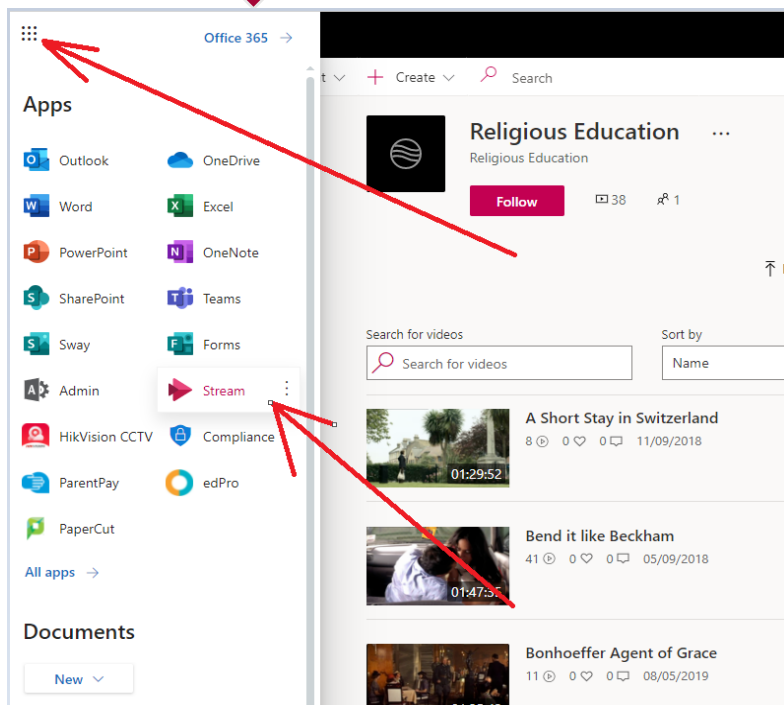 Office 365 →
Apps
Outlook
OneDrive
Word
Excel
PowerPoint
OneNote
SharePoint
Teams
Sway
Forms
Admin
Stream
HikVision CCTV
Compliance
ParentPay
edPro
PaperCut
All apps →
Documents
New
t
+ Create
Search
Religious Education ...
Religious Education
Follow
38
1
Search for videos
Sort by
Search for videos
Name
A Short Stay in Switzerland
8 0 0 11/09/2018
01:29:52
Bend it like Beckham
41 0 0 05/09/2018
01:47:35
Bonhoeffer Agent of Grace
11 0 0 08/05/2019